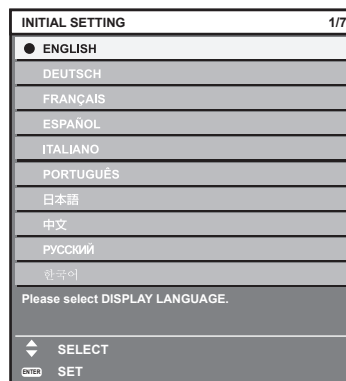 INITIAL SETTING 1/7
ENGLISH
DEUTSCH
FRANÇAIS
ESPAÑOL
ITALIANO
PORTUGUÊS
日本語
中文
РУССКИЙ
한국어
Please select DISPLAY LANGUAGE.
SELECT
ENTER SET